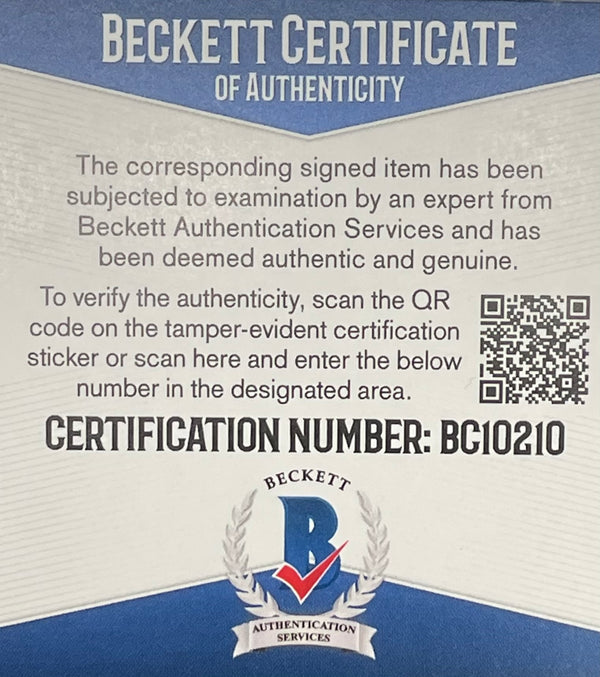 BECKETT CERTIFICATE
OF AUTHENTICITY
The corresponding signed item has been
subjected to examination by an expert from
Beckett Authentication Services and has
been deemed authentic and genuine.
To verify the authenticity, scan the QR
code on the tamper-evident certification
sticker or scan here and enter the below
number in the designated area.
CERTIFICATION NUMBER: BC10210
BECKETT
B
AUTHENTICATION
SERVICES